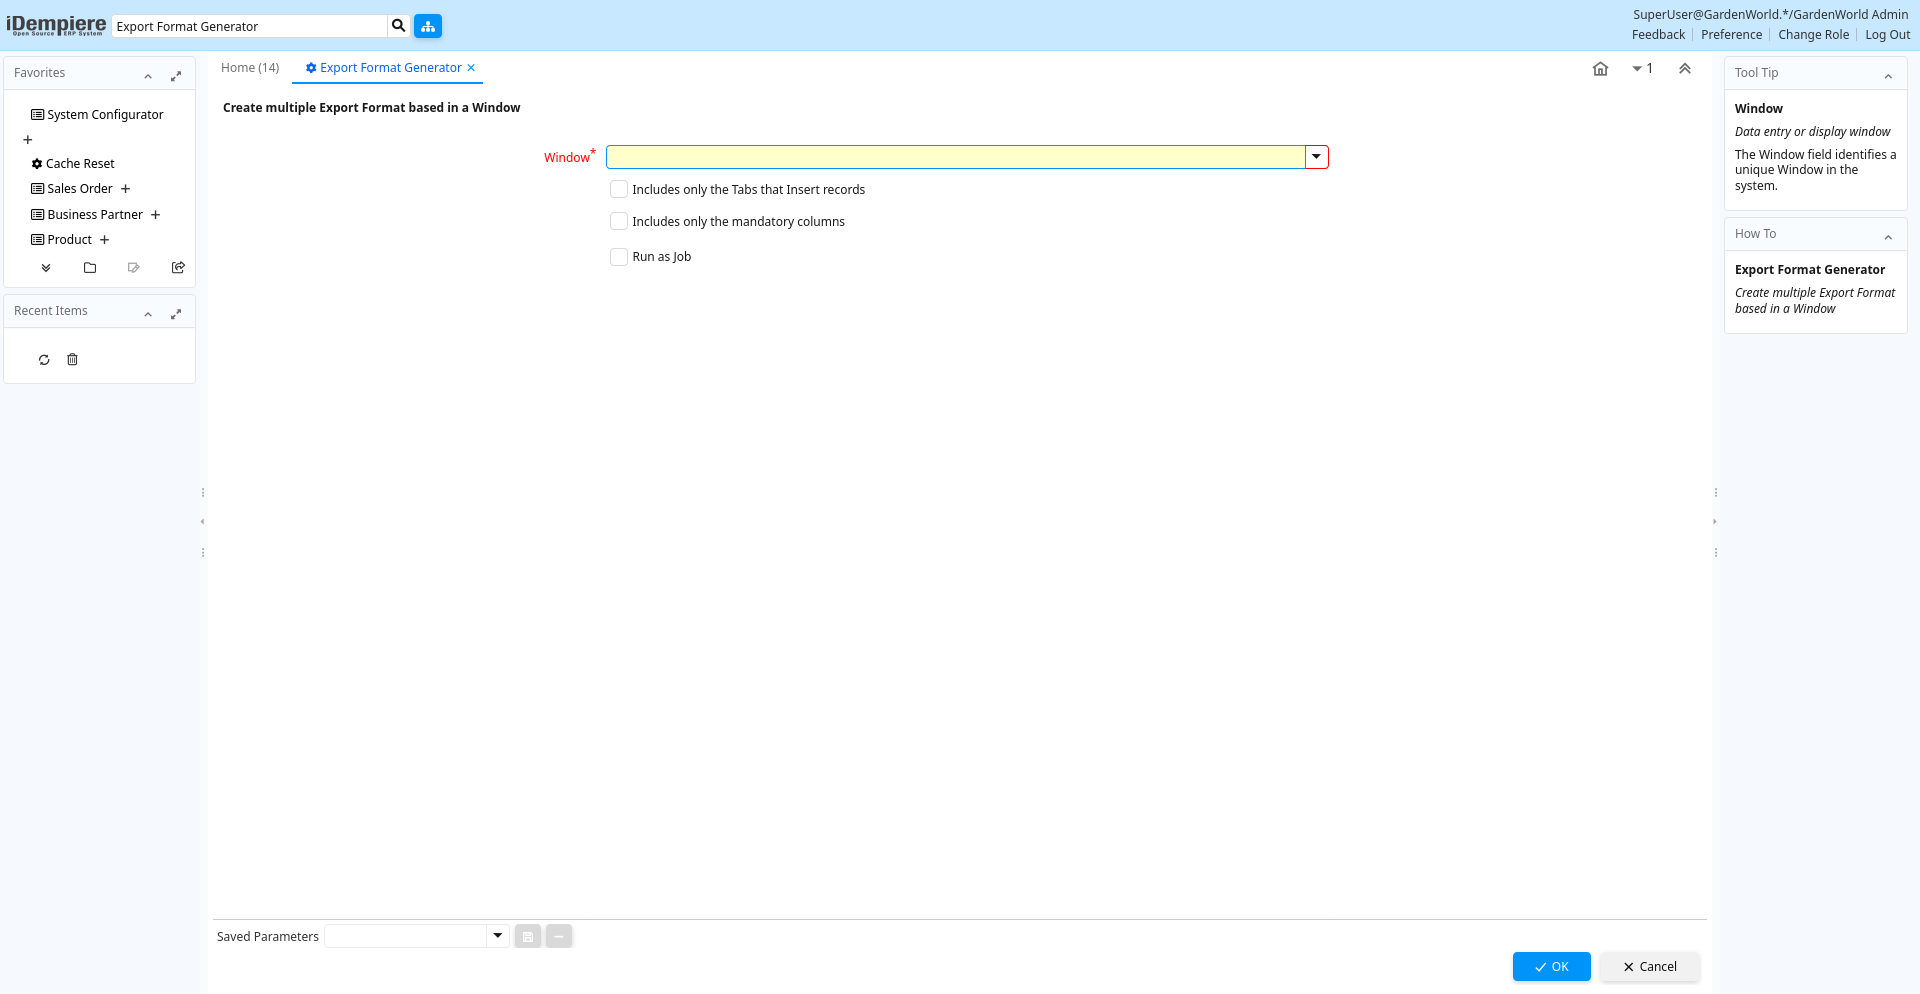 iDempiere
Open Source ERP System
Export Format Generator
SuperUser@GardenWorld.*/GardenWorld Admin
Feedback
Preference
Change Role
Log Out
Favorites
System Configurator
Cache Reset
Sales Order
Business Partner
Product
Recent Items
Home (14)
Export Format Generator
1
Create multiple Export Format based in a Window
Window*
Includes only the Tabs that Insert records
Includes only the mandatory columns
Run as Job
Tool Tip
Window
Data entry or display window
The Window field identifies a
unique Window in the
system.
How To
Export Format Generator
Create multiple Export Format
based in a Window
Saved Parameters
OK
Cancel